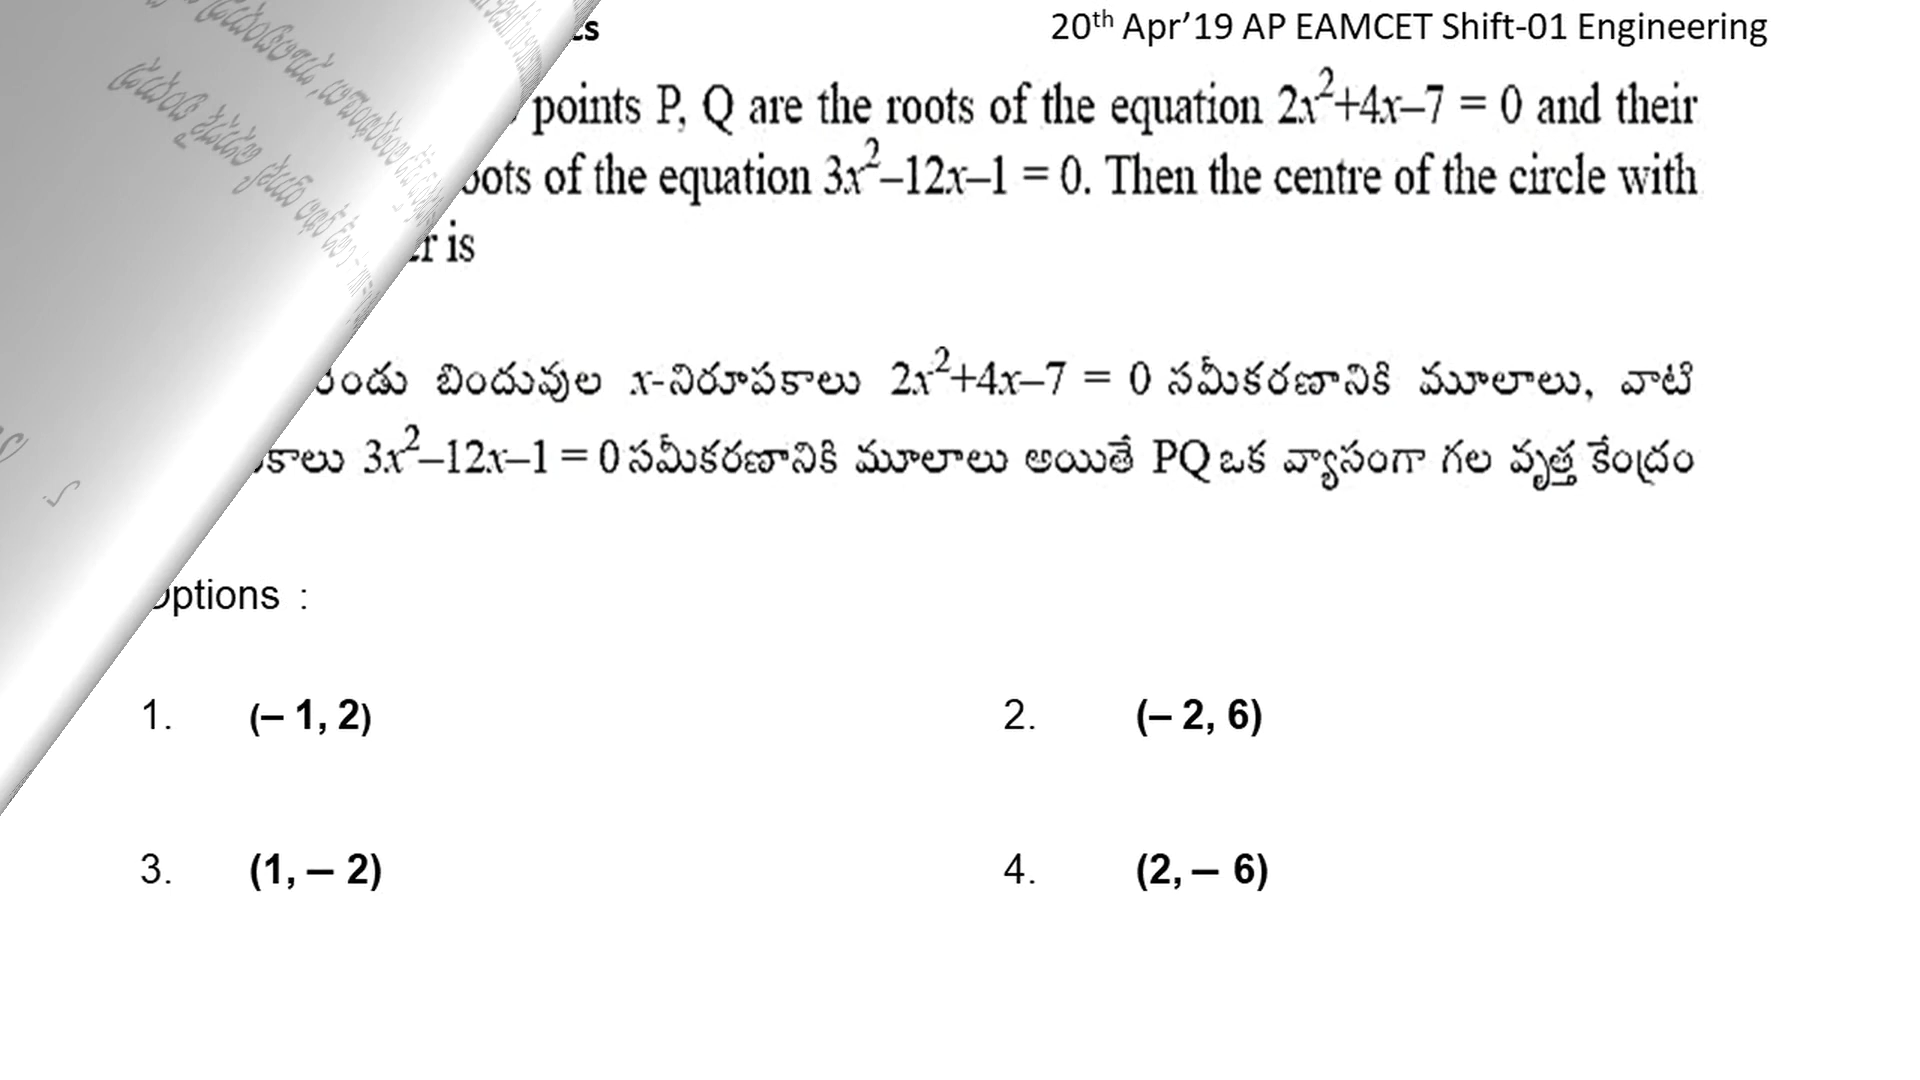 20th Apr'19 AP EAMCET Shift-01 Engineering
points P, Q are the roots of the equation 2x²+4x–7 = 0 and their
of the equation 3x²–12x–1 = 0. Then the centre of the circle with
is
బిందువుల x-నిరూపకాలు 2x²+4x–7 = 0 సమీకరణానికి మూలాలు, వాటి
3x²–12x–1 = 0 సమీకరణానికి మూలాలు అయితే PQ ఒక వ్యాసంగా గల వృత్త కేంద్రం
Options :
1. (– 1, 2) 2. (– 2, 6)
3. (1, – 2) 4. (2, – 6)